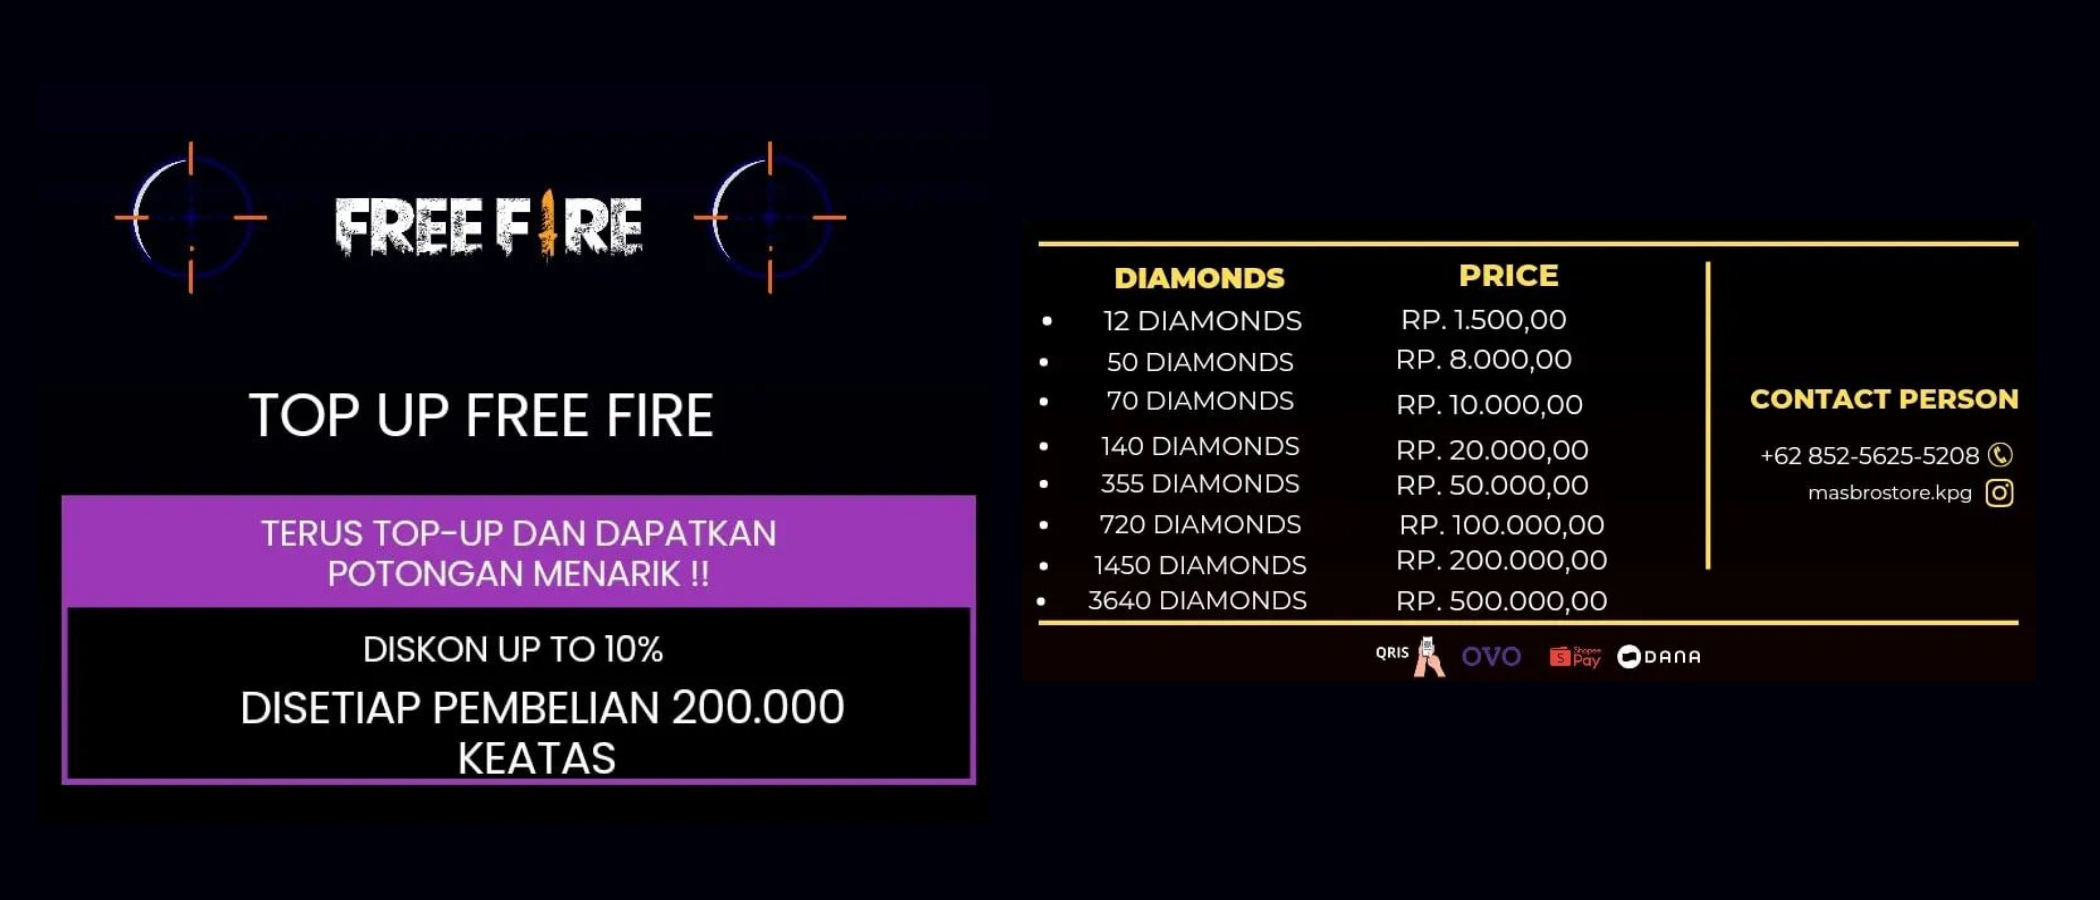 FREE FIRE
TOP UP FREE FIRE
TERUS TOP-UP DAN DAPATKAN
POTONGAN MENARIK !!
DISKON UP TO 10%
DISETIAP PEMBELIAN 200.000
KEATAS
DIAMONDS PRICE
• 12 DIAMONDS RP. 1.500,00
• 50 DIAMONDS RP. 8.000,00
• 70 DIAMONDS RP. 10.000,00
• 140 DIAMONDS RP. 20.000,00
• 355 DIAMONDS RP. 50.000,00
• 720 DIAMONDS RP. 100.000,00
• 1450 DIAMONDS RP. 200.000,00
• 3640 DIAMONDS RP. 500.000,00
CONTACT PERSON
+62 852-5625-5208
masbrostore.kpg
QRIS OVO S Shopee Pay DANA